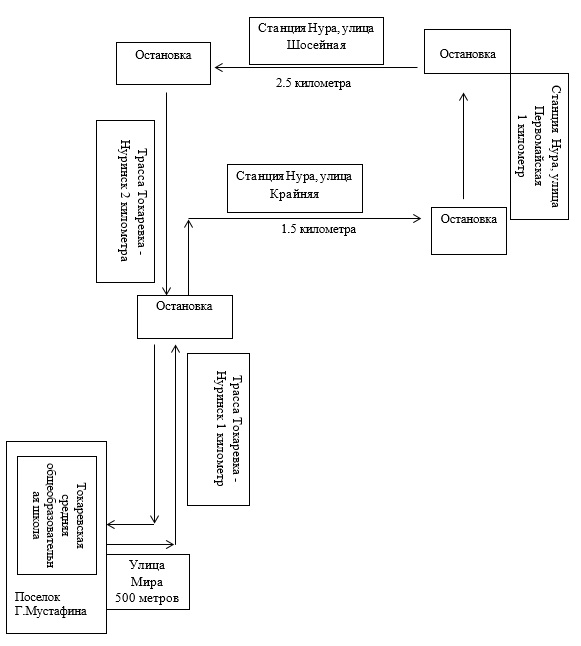 Станция Нура, улица
Шосейная
Остановка
Остановка
2.5 километра
Станция Нура, улица
Первомайская
1 километр
Трасса Токаревка -
Нуринск 2 километра
Станция Нура, улица
Крайняя
Остановка
1.5 километра
Остановка
Трасса Токаревка -
Нуринск 1 километр
Токаревская
средняя
общеобразовательн
ая школа
Улица
Мира
500 метров
Поселок
Г.Мустафина